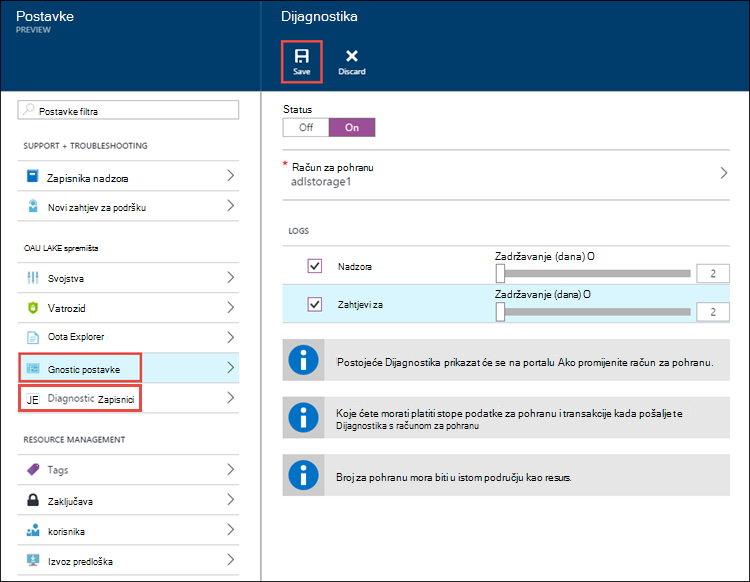 Postavke
PREVIEW
Postavke filtra
SUPPORT + TROUBLESHOOTING
Zapisnika nadzora
Novi zahtjev za podršku
OAU LAKE spremišta
Svojstva
Vatrozid
Oota Explorer
Gnostic postavke
JE Diagnostic Zapisnici
RESOURCE MANAGEMENT
Tags
Zaključava
korisnika
Izvoz predloška
Dijagnostika
Save
Discard
Status
Off
On
* Račun za pohranu
adlstorage1
LOGS
Nadzora
Zadržavanje (dana) O
2
Zahtjevi za
Zadržavanje (dana) O
2
Postojeće Dijagnostika prikazat će se na portalu Ako promijenite račun za pohranu.
Koje ćete morati platiti stope podatke za pohranu i transakcije kada pošalje te
Dijagnostika s računom za pohranu
Broj za pohranu mora biti u istom području kao resurs.